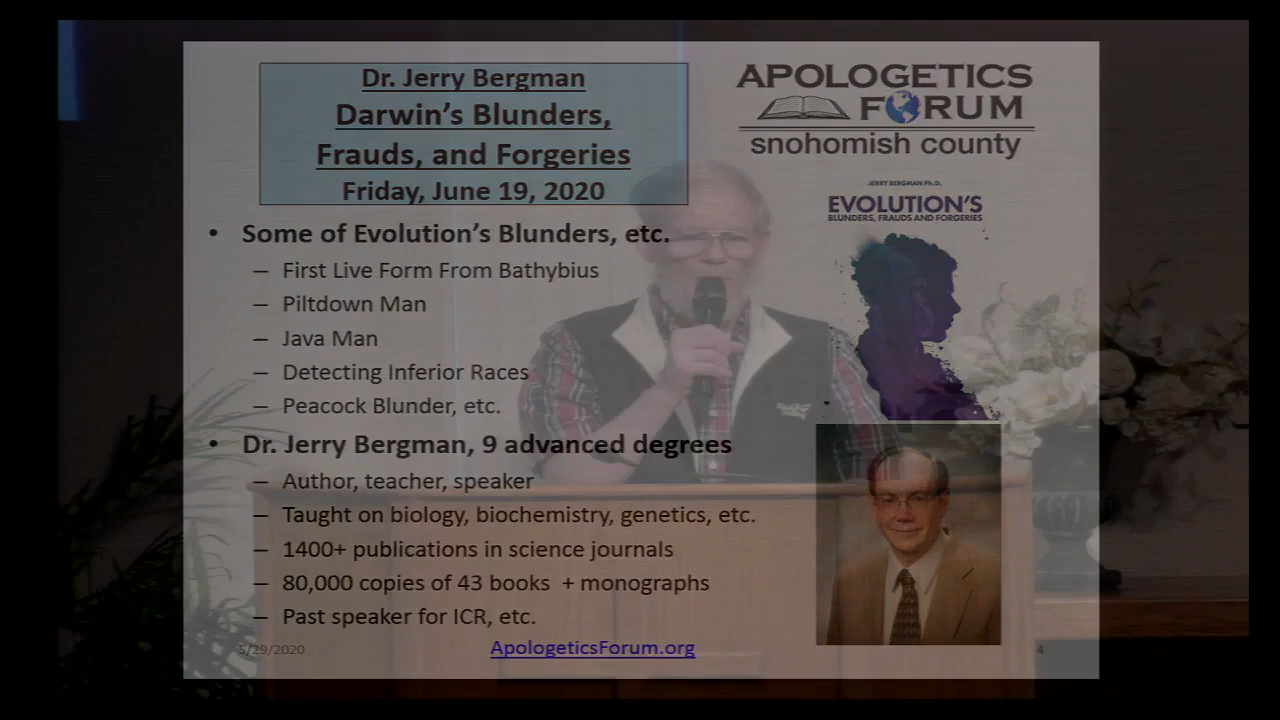 Dr. Jerry Bergman
Darwin's Blunders,
Frauds, and Forgeries
Friday, June 19, 2020
APOLOGETICS
FORUM
snohomish county
JERRY BERGMAN Ph.D.
EVOLUTION'S
BLUNDERS, FRAUDS AND FORGERIES
• Some of Evolution's Blunders, etc.
– First Live Form From Bathybius
– Piltdown Man
– Java Man
– Detecting Inferior Races
– Peacock Blunder, etc.
• Dr. Jerry Bergman, 9 advanced degrees
– Author, teacher, speaker
– Taught on biology, biochemistry, genetics, etc.
– 1400+ publications in science journals
– 80,000 copies of 43 books + monographs
– Past speaker for ICR, etc.
5/29/2020
ApologeticsForum.org
4